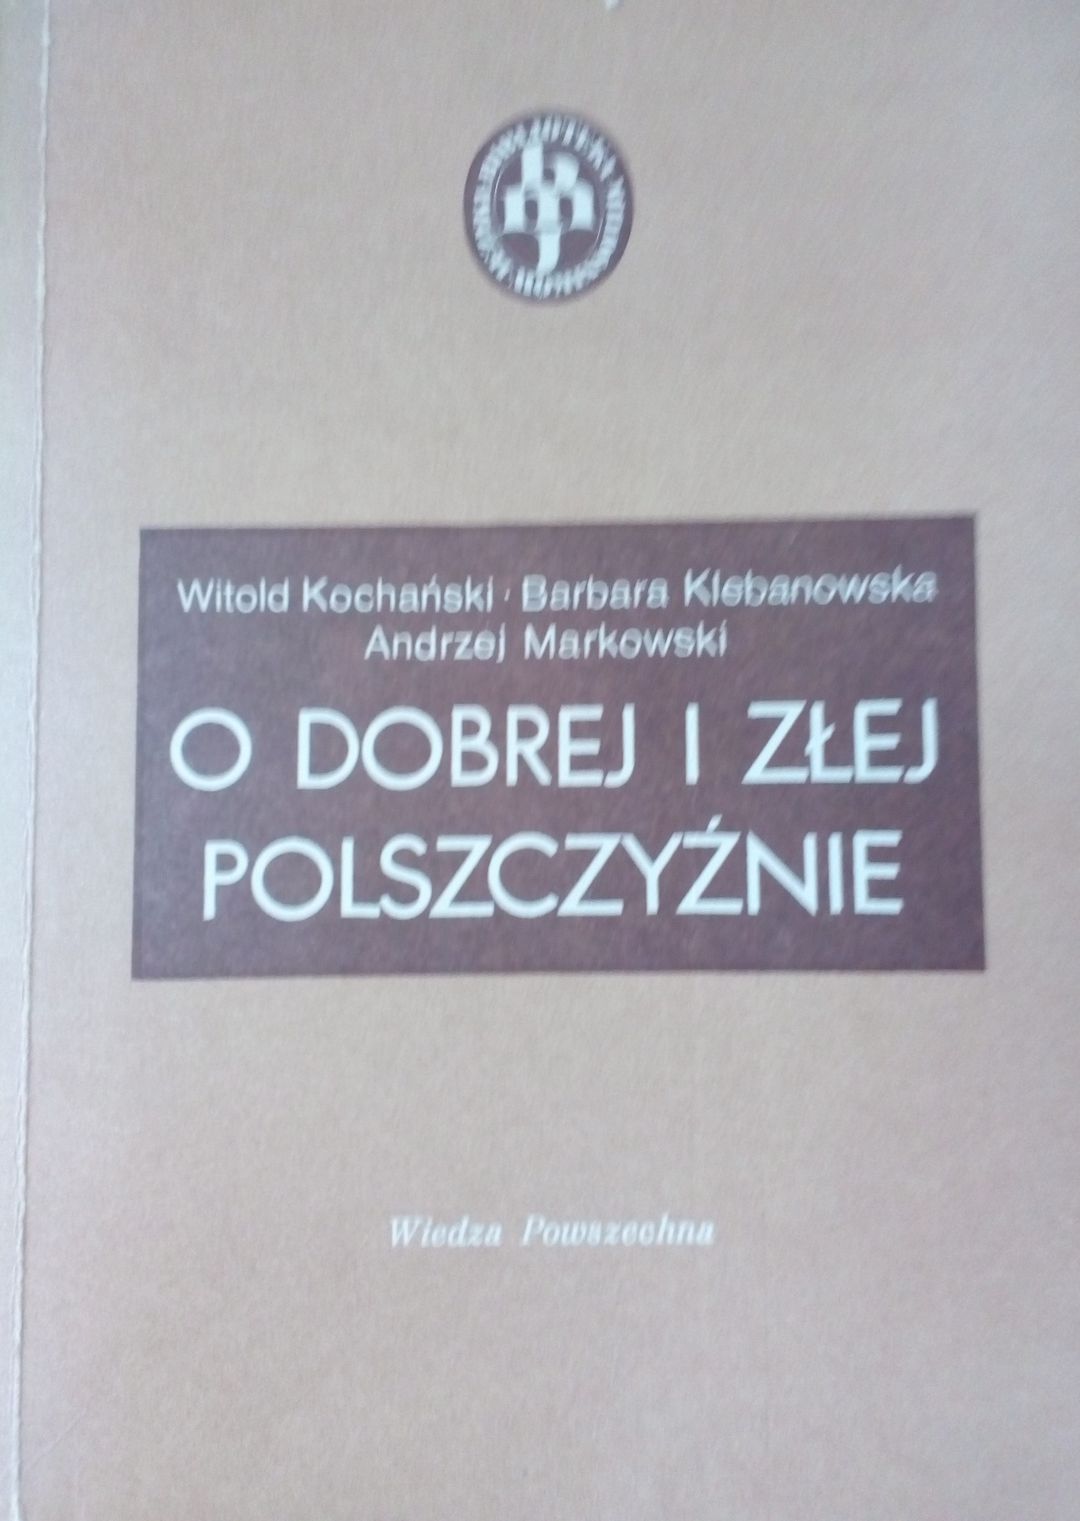 Witold Kochański · Barbara Klebanowska
Andrzej Markowski
O DOBREJ I ZŁEJ
POLSZCZYŹNIE
Wiedza Powszechna